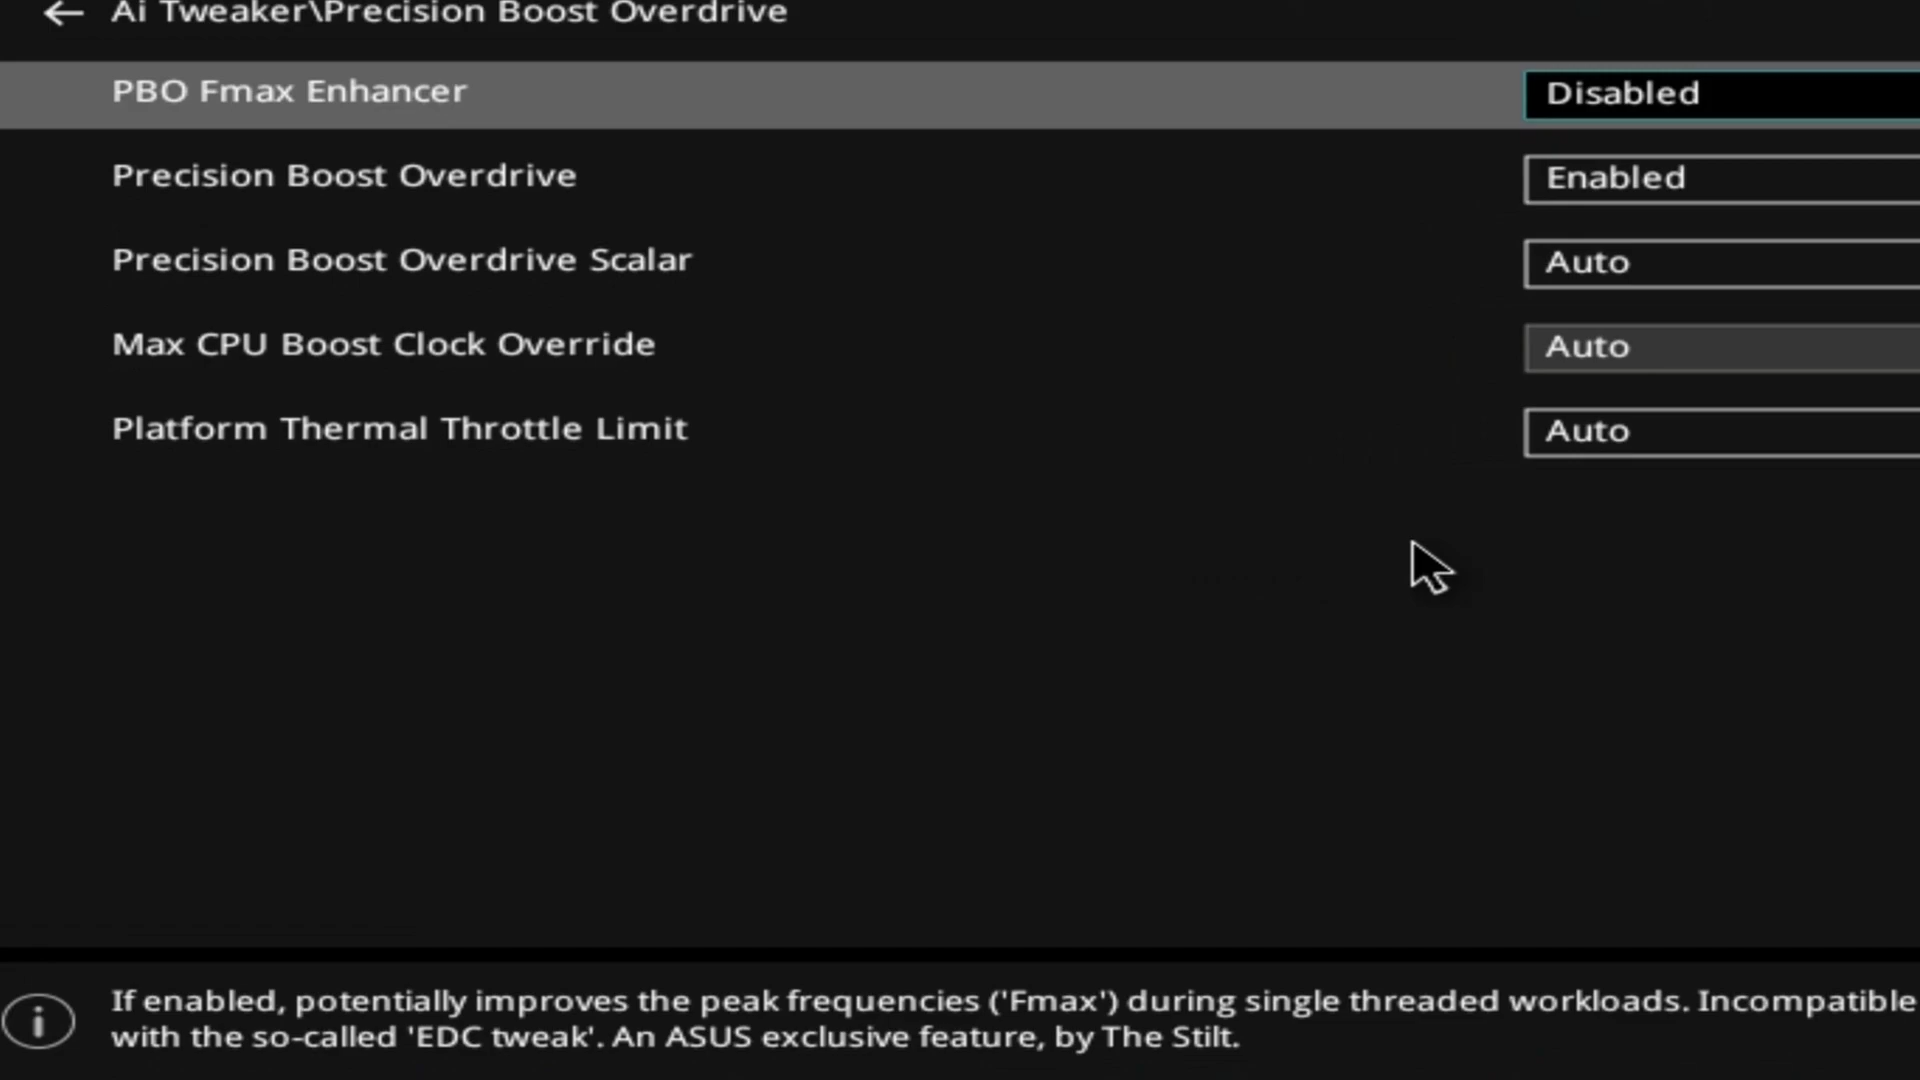 Ai Tweaker\Precision Boost Overdrive
PBO Fmax Enhancer Disabled
Precision Boost Overdrive Enabled
Precision Boost Overdrive Scalar Auto
Max CPU Boost Clock Override Auto
Platform Thermal Throttle Limit Auto
If enabled, potentially improves the peak frequencies ('Fmax') during single threaded workloads. Incompatible
with the so-called 'EDC tweak'. An ASUS exclusive feature, by The Stilt.